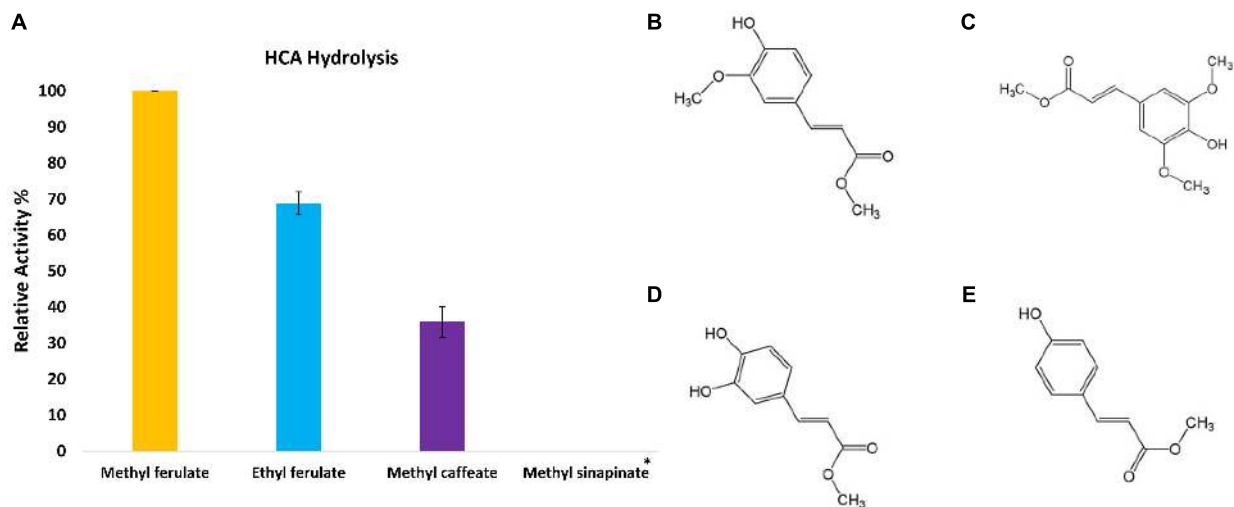 A
HCA Hydrolysis
Relative Activity %
100
90
80
70
60
50
40
30
20
10
0
Methyl ferulate
Ethyl ferulate
Methyl caffeate
Methyl sinapinate*
B
HO
O
H₃C
O
O
CH₃
C
O
H₃C
O
O
CH₃
OH
O
CH₃
D
HO
HO
O
O
CH₃
E
HO
O
CH₃
O